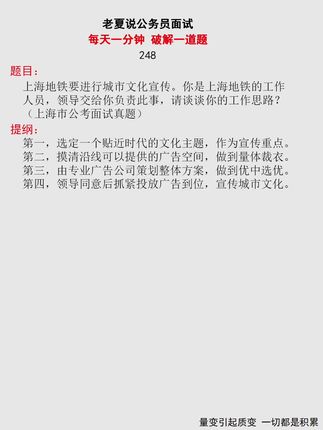 老夏说公务员面试
每天一分钟 破解一道题
248
题目：
上海地铁要进行城市文化宣传。你是上海地铁的工作
人员，领导交给你负责此事，请谈谈你的工作思路？
（上海市公考面试真题）
提纲：
第一，选定一个贴近时代的文化主题，作为宣传重点。
第二，摸清沿线可以提供的广告空间，做到量体裁衣。
第三，由专业广告公司策划整体方案，做到优中选优。
第四，领导同意后抓紧投放广告到位，宣传城市文化。
量变引起质变 一切都是积累